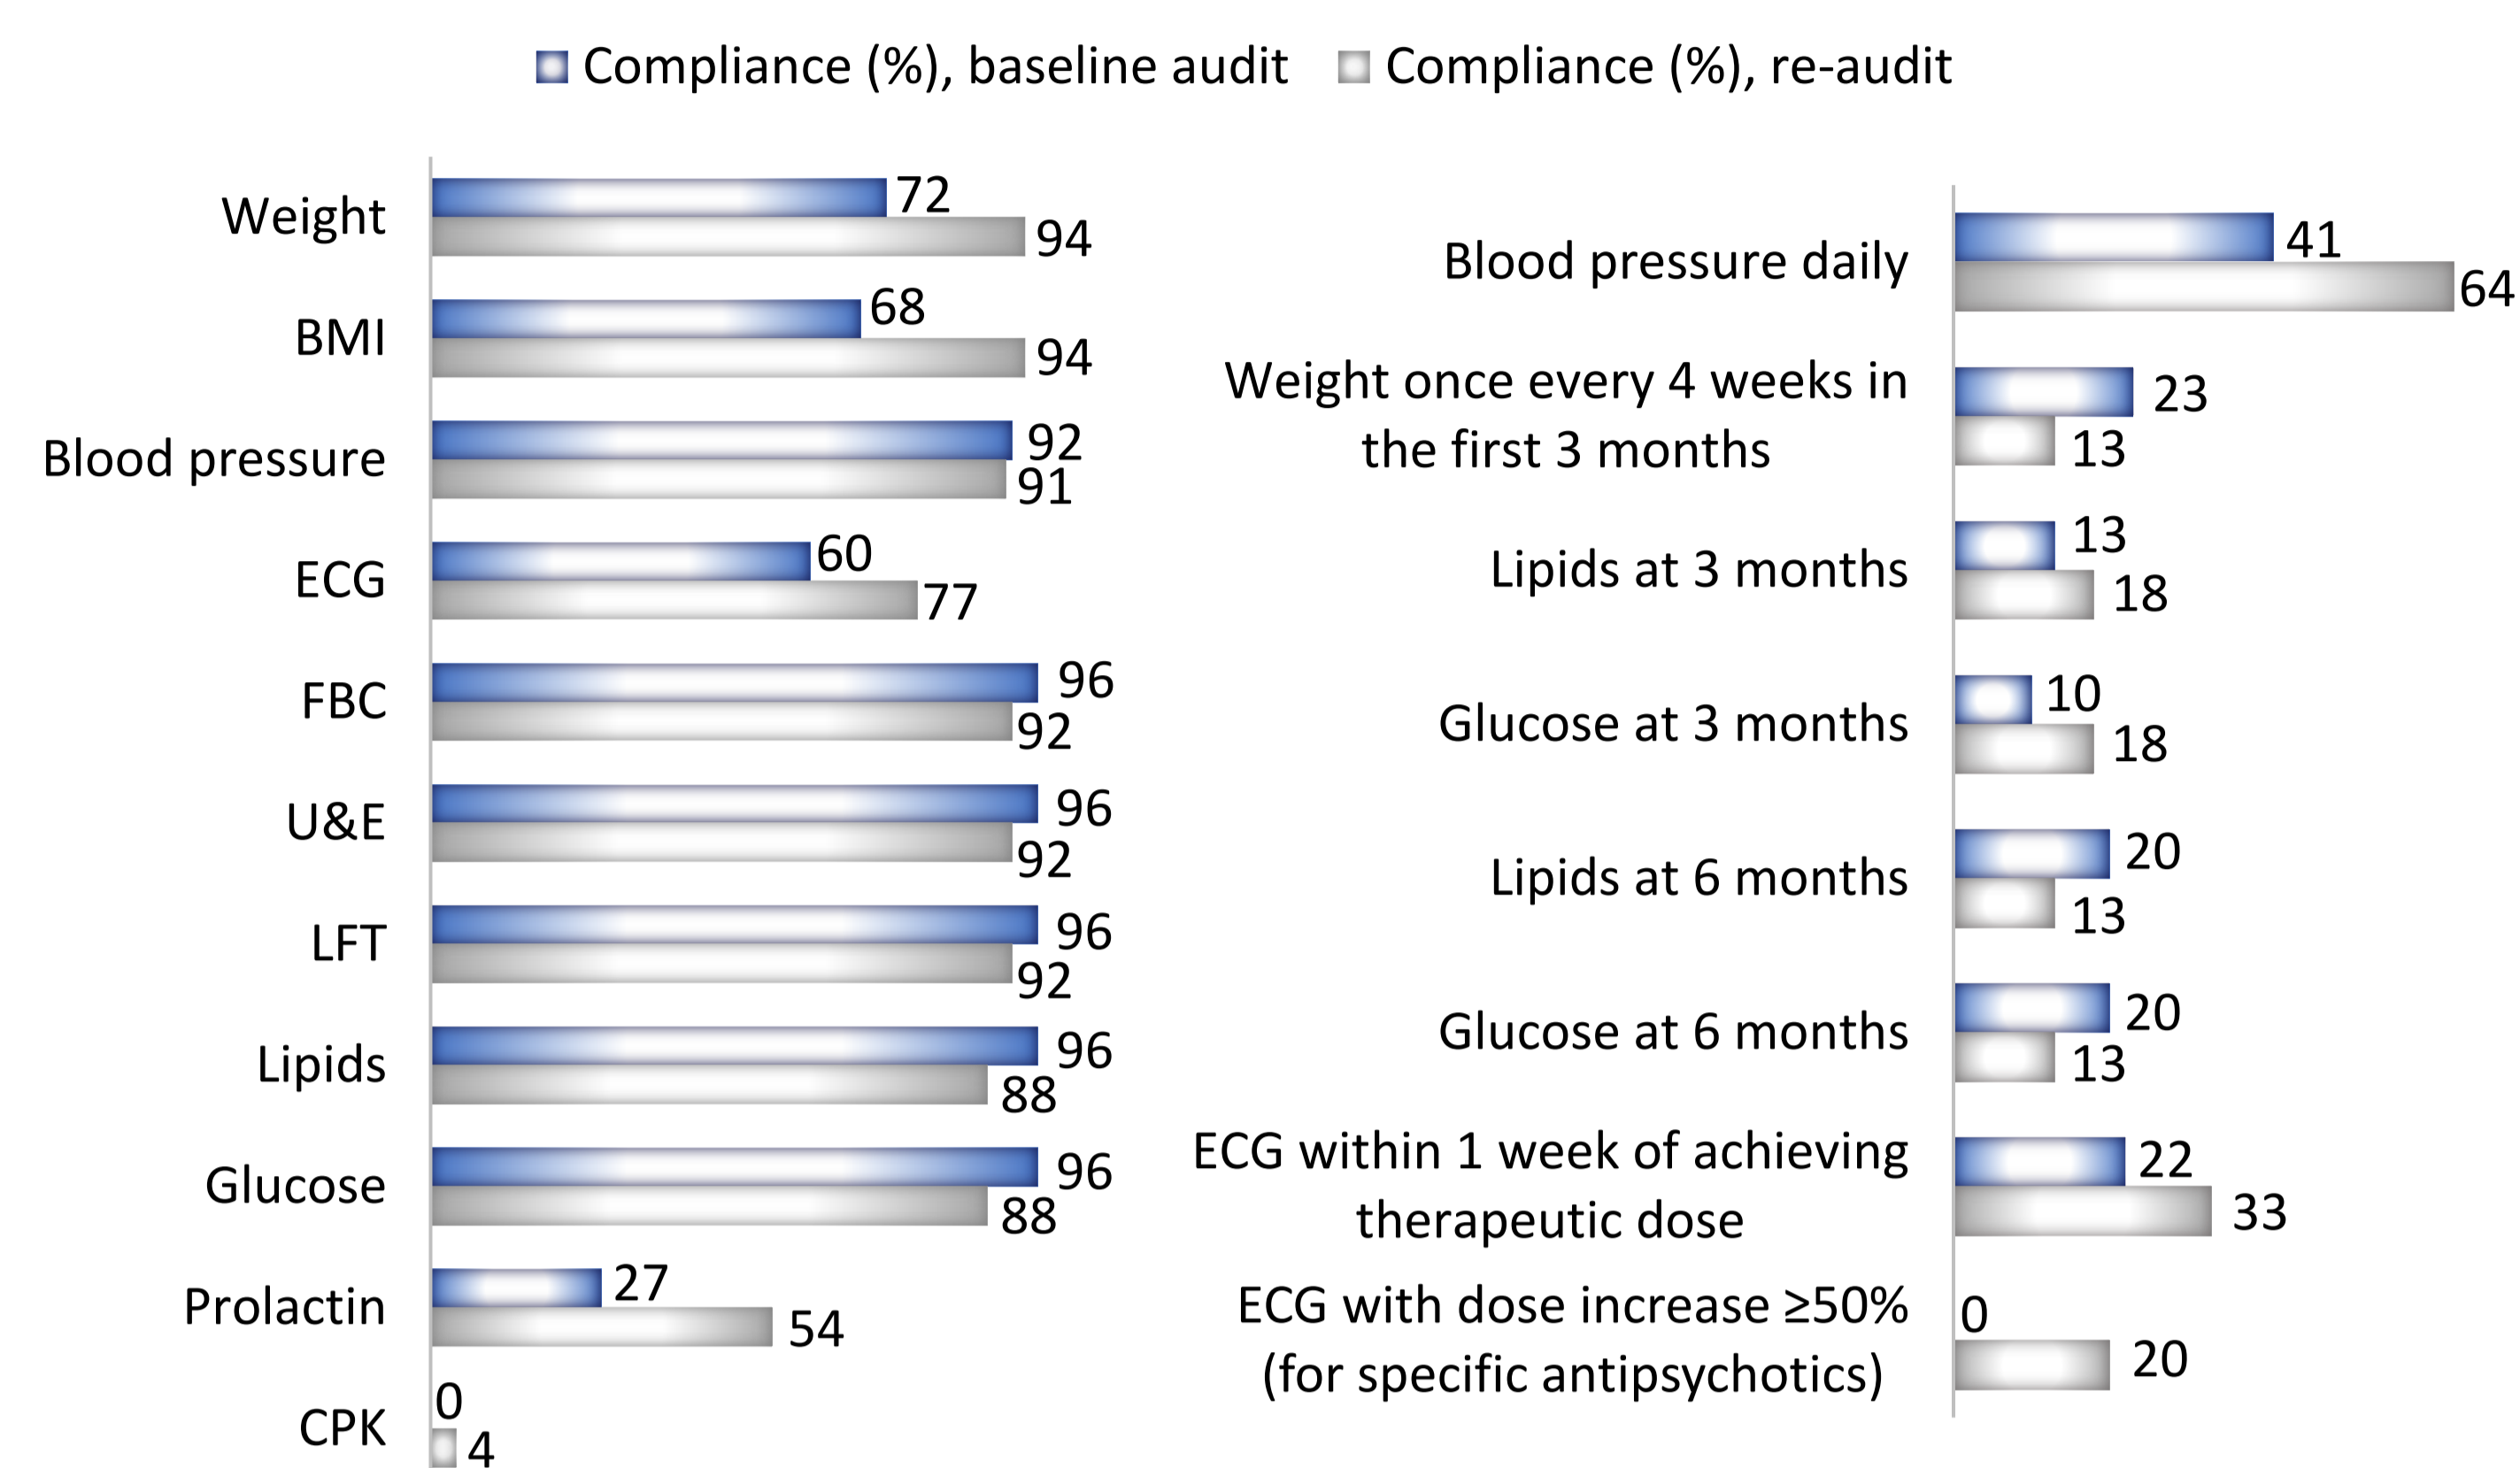 Compliance (%), baseline audit
Compliance (%), re-audit
Weight
72
94
BMI
68
94
Blood pressure
92
91
ECG
60
77
FBC
96
92
U&E
96
92
LFT
96
92
Lipids
96
88
Glucose
96
88
Prolactin
27
54
CPK
0
4
Blood pressure daily
41
64
Weight once every 4 weeks in
the first 3 months
23
13
Lipids at 3 months
13
18
Glucose at 3 months
10
18
Lipids at 6 months
20
13
Glucose at 6 months
20
13
ECG within 1 week of achieving
therapeutic dose
22
33
ECG with dose increase ≥50%
(for specific antipsychotics)
0
20